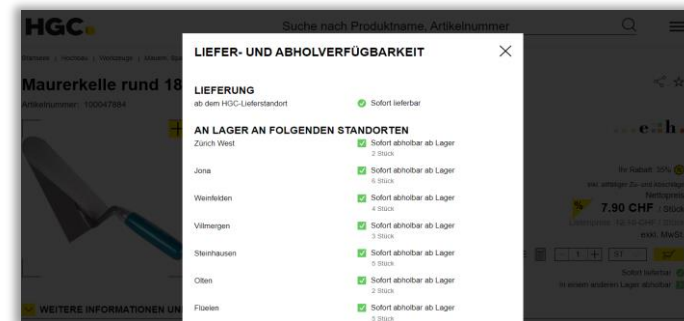 HGC
Suche nach Produktname, Artikelnummer
Maurerkelle rund 18
Artikelnummer: 100047884
LIEFER- UND ABHOLVERFÜGBARKEIT
LIEFERUNG
ab dem HGC-Lieferstandort
Sofort lieferbar
AN LAGER AN FOLGENDEN STANDORTEN
Zürich West
Sofort abholbar ab Lager
2 Stück
Jona
Sofort abholbar ab Lager
6 Stück
Weinfelden
Sofort abholbar ab Lager
4 Stück
Villmergen
Sofort abholbar ab Lager
3 Stück
Steinhausen
Sofort abholbar ab Lager
5 Stück
Olten
Sofort abholbar ab Lager
2 Stück
Flüelen
Sofort abholbar ab Lager
5 Stück
Ihr Rabatt: 35%
Nettopreis
7.90 CHF / Stück
exkl. MwSt.
- 1 + ST
Sofort lieferbar
In einem anderen Lager abholbar
WEITERE INFORMATIONEN UN